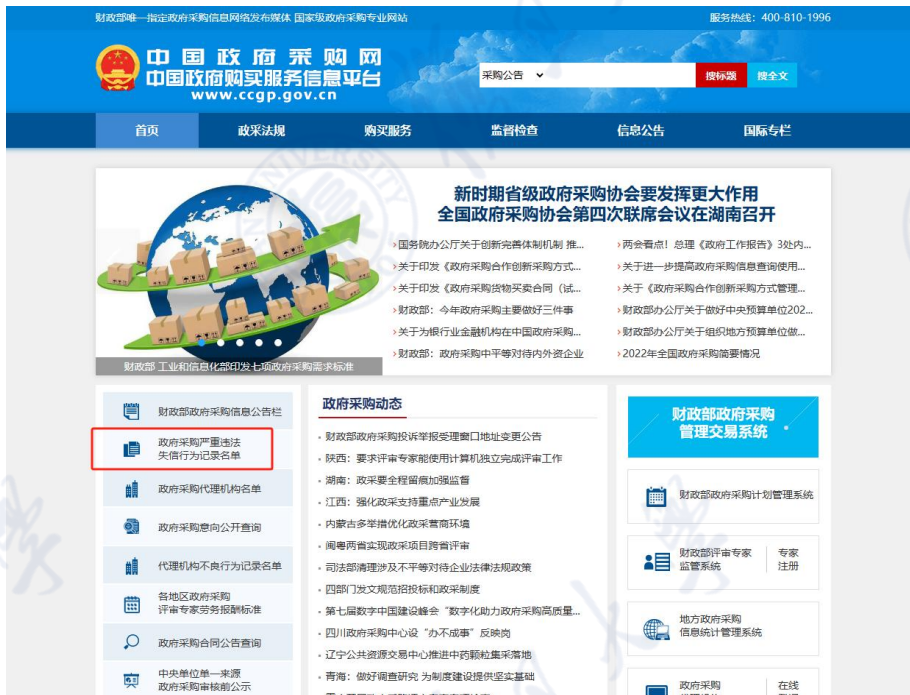 财政部唯一指定政府采购信息网络发布媒体 国家级政府采购专业网站
服务热线：400-810-1996
中国政府采购网
中国政府购买服务信息平台
www.ccgp.gov.cn
采购公告
搜标题
搜全文
首页
政采法规
购买服务
监督检查
信息公告
国际专栏
新时期省级政府采购协会要发挥更大作用
全国政府采购协会第四次联席会议在湖南召开
国务院办公厅关于创新完善体制机制 推...
两会看点！总理《政府工作报告》3处内...
关于印发《政府采购合作创新采购方式...
关于进一步提高政府采购信息查询使用...
关于印发《政府采购货物买卖合同（试...
关于《政府采购合作创新采购方式管理...
财政部：今年政府采购主要做好三件事
财政部办公厅关于做好中央预算单位202...
关于为银行业金融机构在中国政府采购...
财政部办公厅关于组织地方预算单位做...
财政部：政府采购中平等对待内外资企业
2022年全国政府采购简要情况
财政部 工业和信息化部印发七项政府采购需求标准
财政部政府采购信息公告栏
政府采购严重违法
失信行为记录名单
政府采购代理机构名单
政府采购意向公开查询
代理机构不良行为记录名单
各地区政府采购
评审专家劳务报酬标准
政府采购合同公告查询
中央单位单一来源
政府采购审核前公示
政府采购动态
财政部政府采购投诉举报受理窗口地址变更公告
陕西：要求评审专家能使用计算机独立完成评审工作
湖南：政采要全程留痕加强监督
江西：强化政采支持重点产业发展
内蒙古多举措优化政采营商环境
闽粤两省实现政采项目跨省评审
司法部清理涉及不平等对待企业法律法规政策
四部门发文规范招投标和政采制度
第七届数字中国建设峰会“数字化助力政府采购高质量...
四川政府采购中心设“办不成事”反映岗
辽宁公共资源交易中心推进中药颗粒集采落地
青海：做好调查研究 为制度建设提供坚实基础
财政部政府采购
管理交易系统
财政部政府采购计划管理系统
财政部评审专家
监管系统
专家
注册
地方政府采购
信息统计管理系统
政府采购
在线